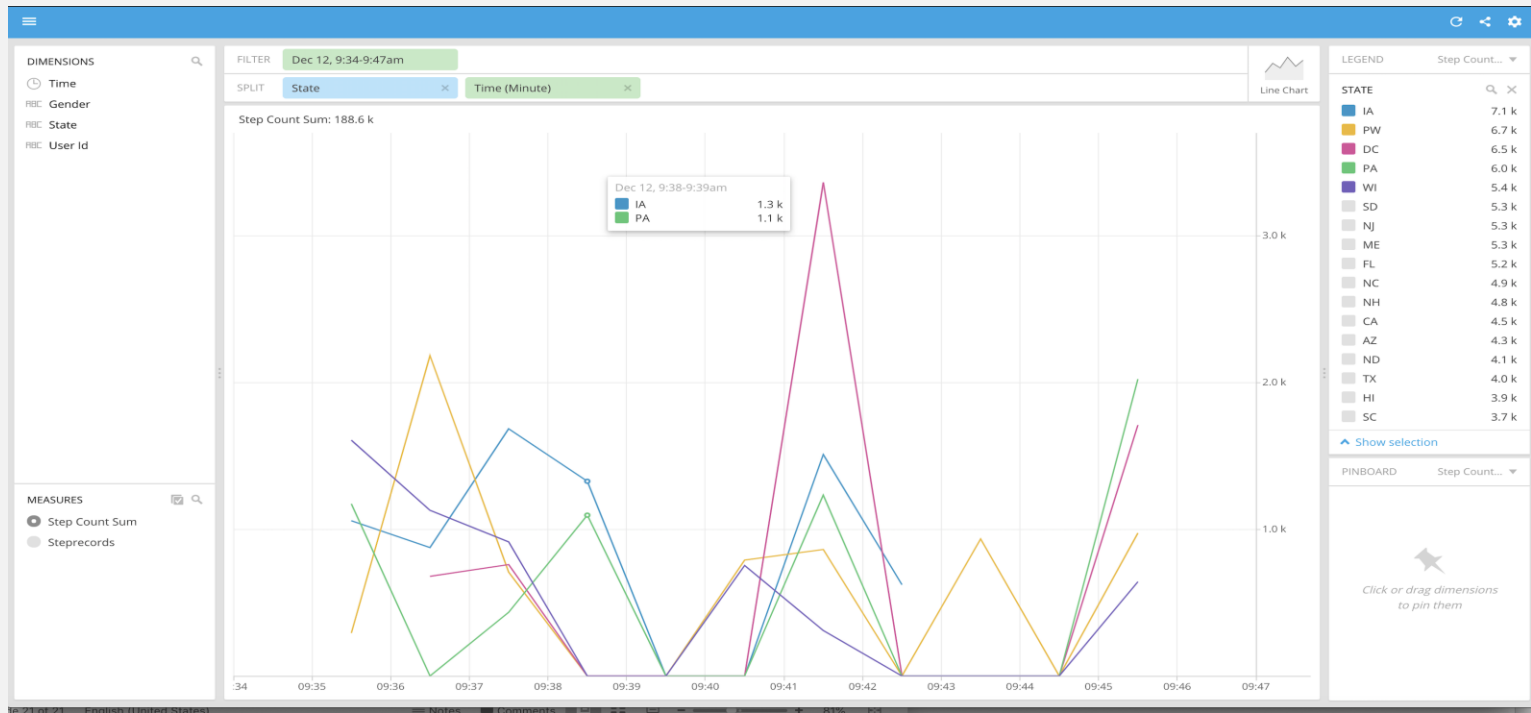 DIMENSIONS
Time
ABC Gender
ABC State
ABC User Id
MEASURES
Step Count Sum
Steprecords
FILTER Dec 12, 9:34-9:47am
SPLIT State × Time (Minute) ×
Line Chart
Step Count Sum: 188.6 k
Dec 12, 9:38-9:39am
IA 1.3 k
PA 1.1 k
3.0 k
2.0 k
1.0 k
:34 09:35 09:36 09:37 09:38 09:39 09:40 09:41 09:42 09:43 09:44 09:45 09:46 09:47
LEGEND Step Count...
STATE
IA 7.1 k
PW 6.7 k
DC 6.5 k
PA 6.0 k
WI 5.4 k
SD 5.3 k
NJ 5.3 k
ME 5.3 k
FL 5.2 k
NC 4.9 k
NH 4.8 k
CA 4.5 k
AZ 4.3 k
ND 4.1 k
TX 4.0 k
HI 3.9 k
SC 3.7 k
Show selection
PINBOARD Step Count...
Click or drag dimensions
to pin them
21 of 21 English (United States) Notes Comments 81%